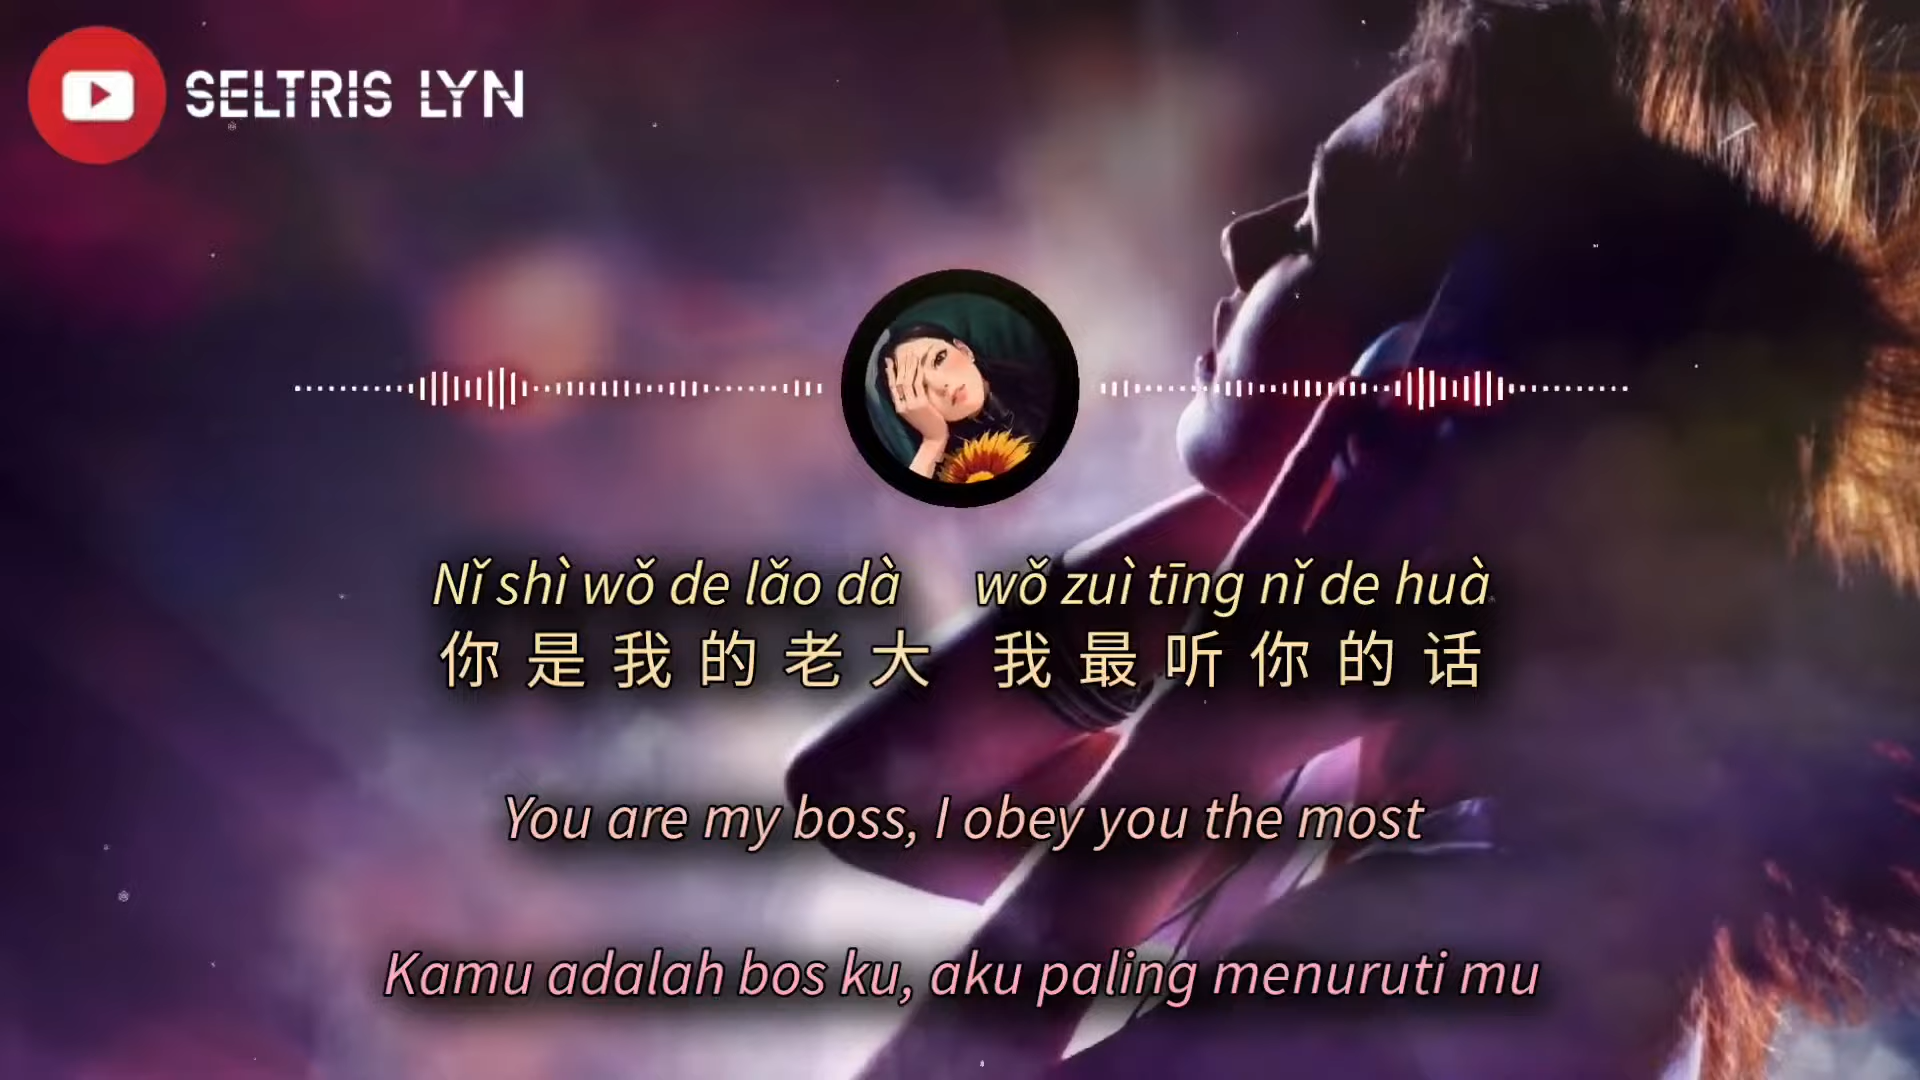 SELTRIS LYN
Nǐ shì wǒ de lǎo dà wǒ zuì tīng nǐ de huà
你是我的老大 我最听你的话
You are my boss, I obey you the most
Kamu adalah bos ku, aku paling menuruti mu